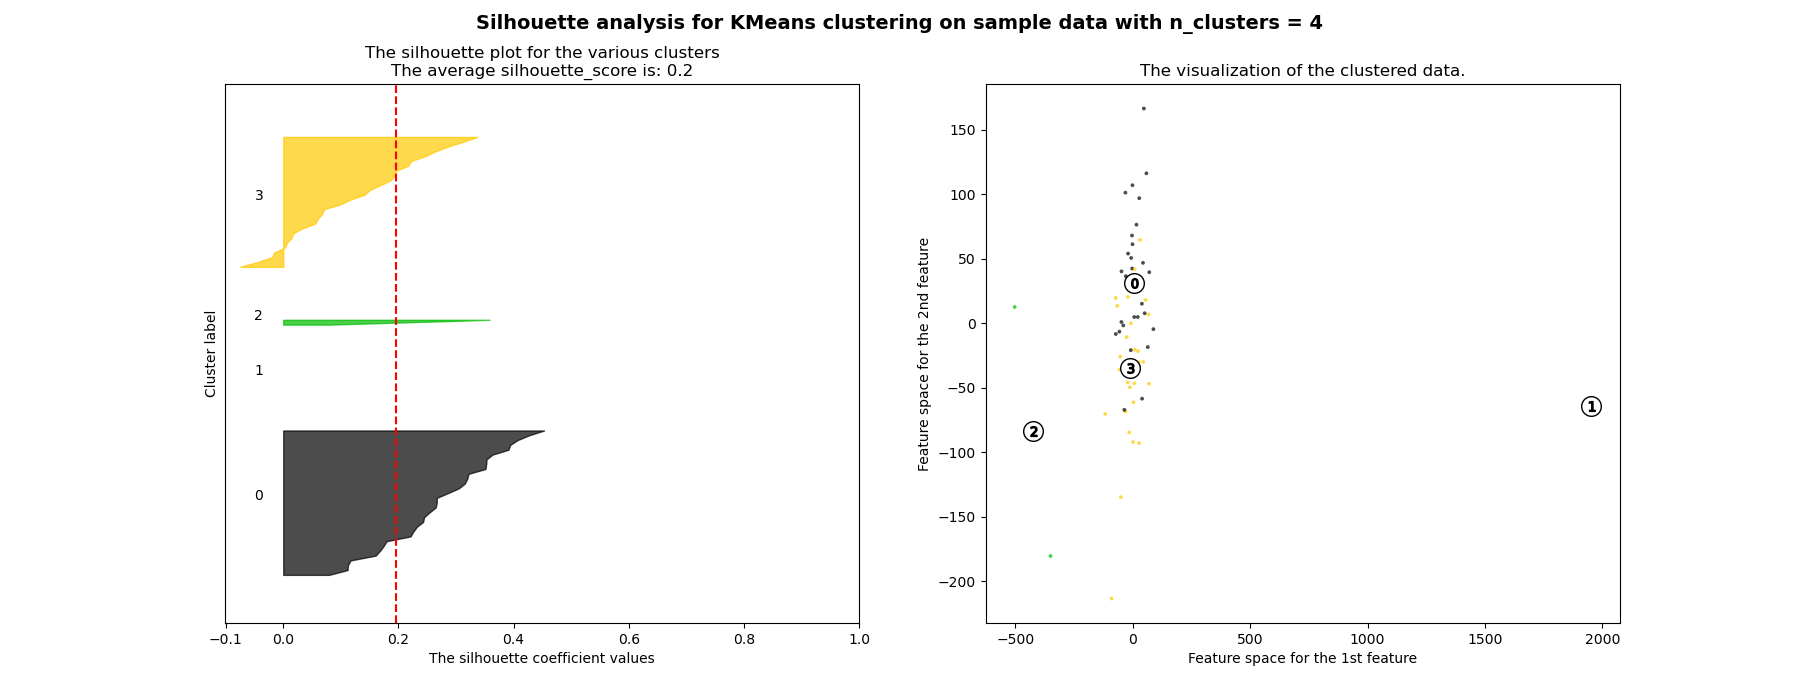 Silhouette analysis for KMeans clustering on sample data with n_clusters = 4
The silhouette plot for the various clusters
The average silhouette_score is: 0.2
3
2
1
0
Cluster label
−0.1 0.0 0.2 0.4 0.6 0.8 1.0
The silhouette coefficient values
The visualization of the clustered data.
150
100
50
0
−50
−100
−150
−200
Feature space for the 2nd feature
0
3
1
2
−500 0 500 1000 1500 2000
Feature space for the 1st feature